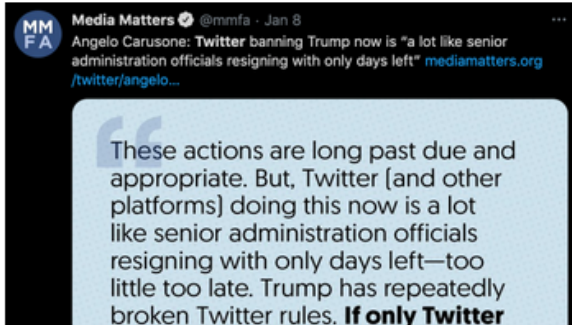 MM
FA
Media Matters @mmfa · Jan 8
Angelo Carusone: Twitter banning Trump now is “a lot like senior
administration officials resigning with only days left” mediamatters.org
/twitter/angelo...
“
These actions are long past due and
appropriate. But, Twitter (and other
platforms) doing this now is a lot
like senior administration officials
resigning with only days left—too
little too late. Trump has repeatedly
broken Twitter rules. If only Twitter